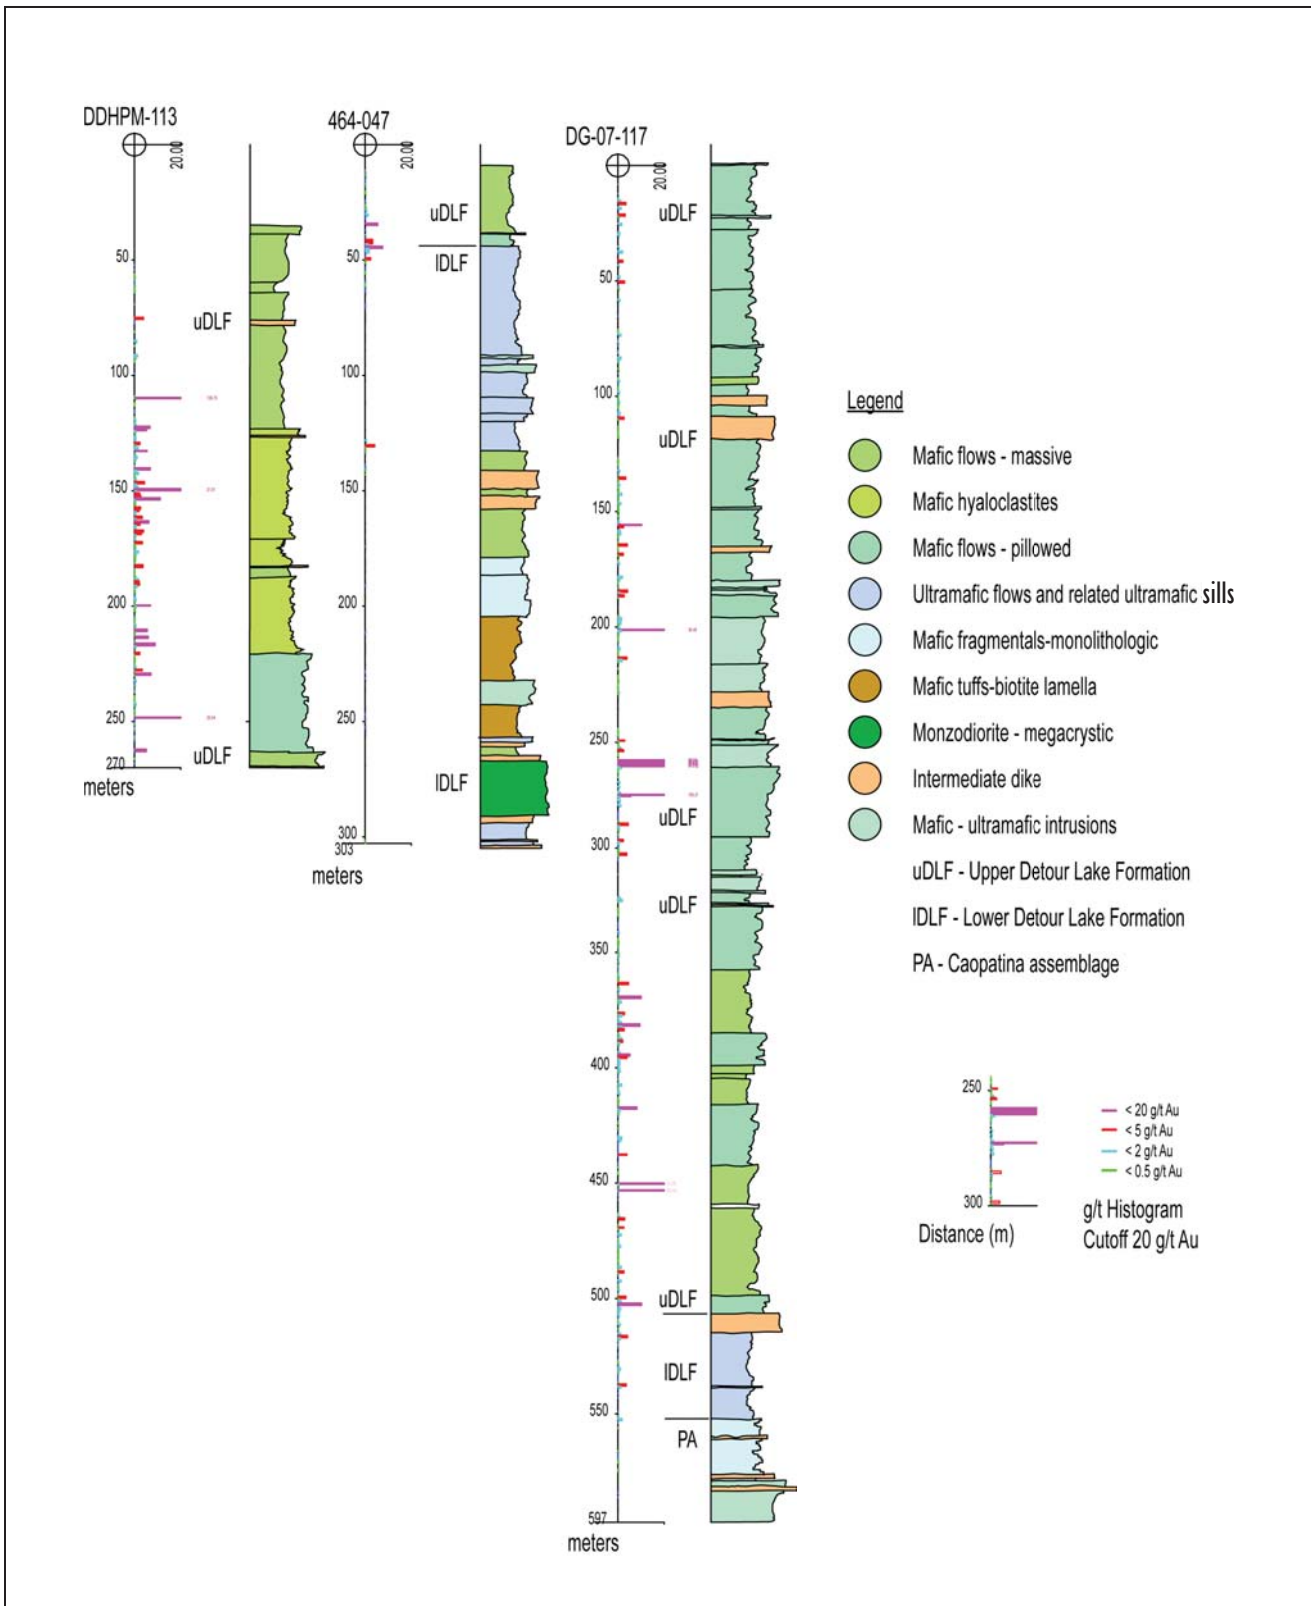 DDHPM-113
20.00
50
uDLF
100
150
200
250
uDLF
270
meters
464-047
20.00
uDLF
lDLF
50
100
150
200
250
lDLF
300
303
meters
DG-07-117
20.00
uDLF
50
100
uDLF
150
200
250
uDLF
300
uDLF
350
400
450
500
uDLF
lDLF
550
PA
597
meters
Legend
Mafic flows - massive
Mafic hyaloclastites
Mafic flows - pillowed
Ultramafic flows and related ultramafic sills
Mafic fragmentals-monolithologic
Mafic tuffs-biotite lamella
Monzodiorite - megacrystic
Intermediate dike
Mafic - ultramafic intrusions
uDLF - Upper Detour Lake Formation
lDLF - Lower Detour Lake Formation
PA - Caopatina assemblage
250
300
Distance (m)
< 20 g/t Au
< 5 g/t Au
< 2 g/t Au
< 0.5 g/t Au
g/t Histogram
Cutoff 20 g/t Au